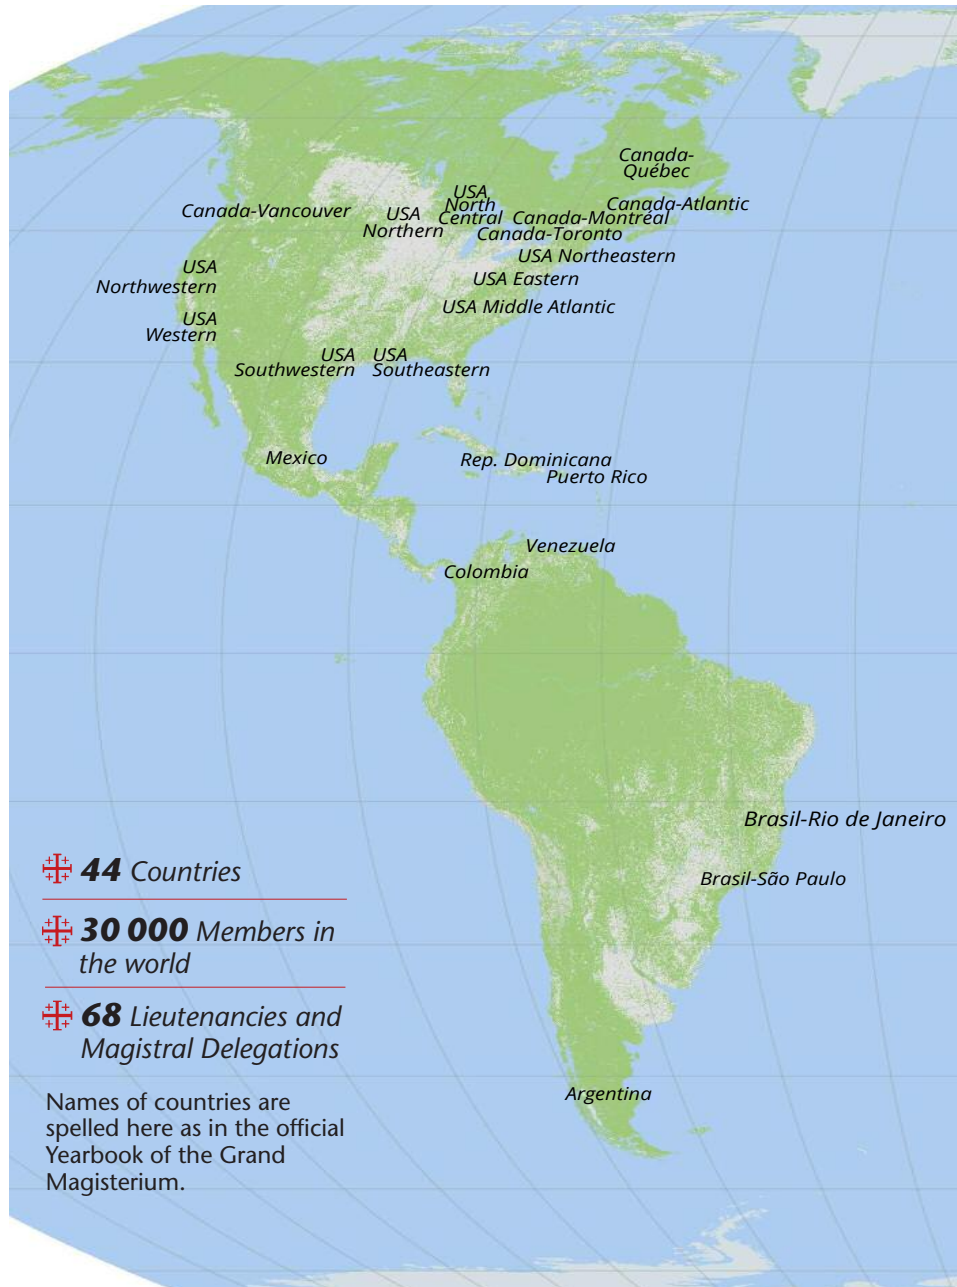 Canada-
Québec
Canada-Atlantic
Canada-Vancouver
USA
Northern
USA
North
Central
Canada-Montréal
Canada-Toronto
USA Northeastern
USA
Northwestern
USA Eastern
USA Middle Atlantic
USA
Western
USA
Southwestern
USA
Southeastern
Mexico
Rep. Dominicana
Puerto Rico
Venezuela
Colombia
Brasil-Rio de Janeiro
Brasil-São Paulo
Argentina
44 Countries
30 000 Members in
the world
68 Lieutenancies and
Magistral Delegations
Names of countries are
spelled here as in the official
Yearbook of the Grand
Magisterium.